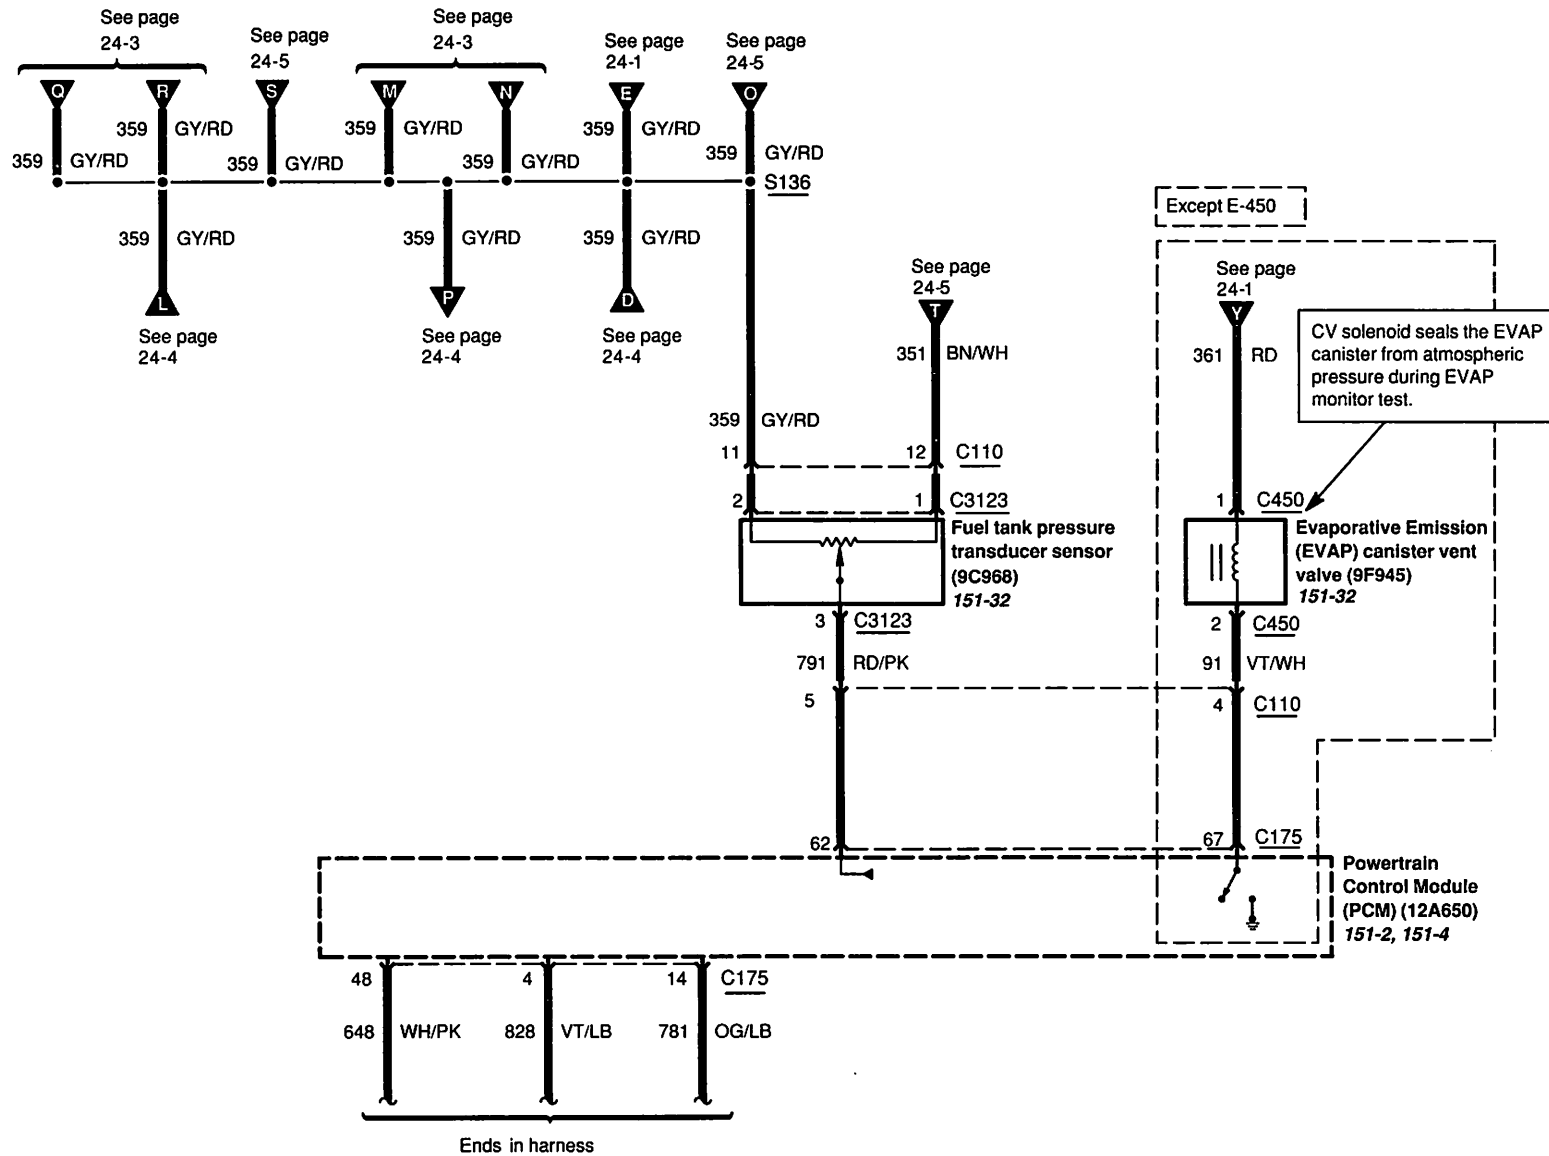 See page
24-3
See page
24-5
See page
24-3
See page
24-1
See page
24-5
Q
R
S
M
N
E
O
359 GY/RD
359 GY/RD
359 GY/RD
359 GY/RD
359 GY/RD
359 GY/RD
359 GY/RD
S136
359 GY/RD
359 GY/RD
359 GY/RD
L
P
D
See page
24-4
See page
24-4
See page
24-4
Except E-450
See page
24-5
T
351 BN/WH
See page
24-1
Y
361 RD
CV solenoid seals the EVAP
canister from atmospheric
pressure during EVAP
monitor test.
359 GY/RD
11
12 C110
2
1 C3123
1 C450
Fuel tank pressure
transducer sensor
(9C968)
151-32
Evaporative Emission
(EVAP) canister vent
valve (9F945)
151-32
3 C3123
2 C450
791 RD/PK
91 VT/WH
5
4 C110
62
67 C175
Powertrain
Control Module
(PCM) (12A650)
151-2, 151-4
48
4
14 C175
648 WH/PK
828 VT/LB
781 OG/LB
Ends in harness